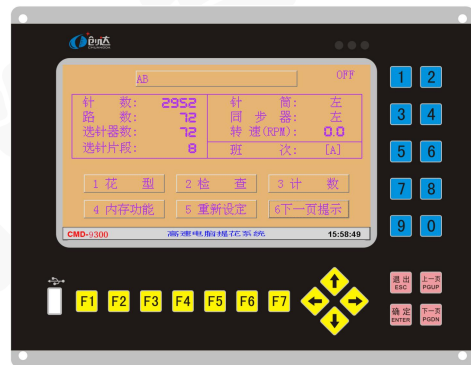 创达
CHUANGDA
AB OFF
针 数: 2952 针 筒: 左
路 数: 72 同 步 器: 左
选针器数: 72 转 速(RPM): 0.0
选针片段: 8 班 次: [A]
1 花 型 2 检 查 3 计 数
4 内存功能 5 重新设定 6下一页提示
CMD-9300 高速电脑提花系统 15:58:49
1 2
3 4
5 6
7 8
9 0
退出 ESC 上一页 PGUP
确定 ENTER 下一页 PGDN
F1 F2 F3 F4 F5 F6 F7